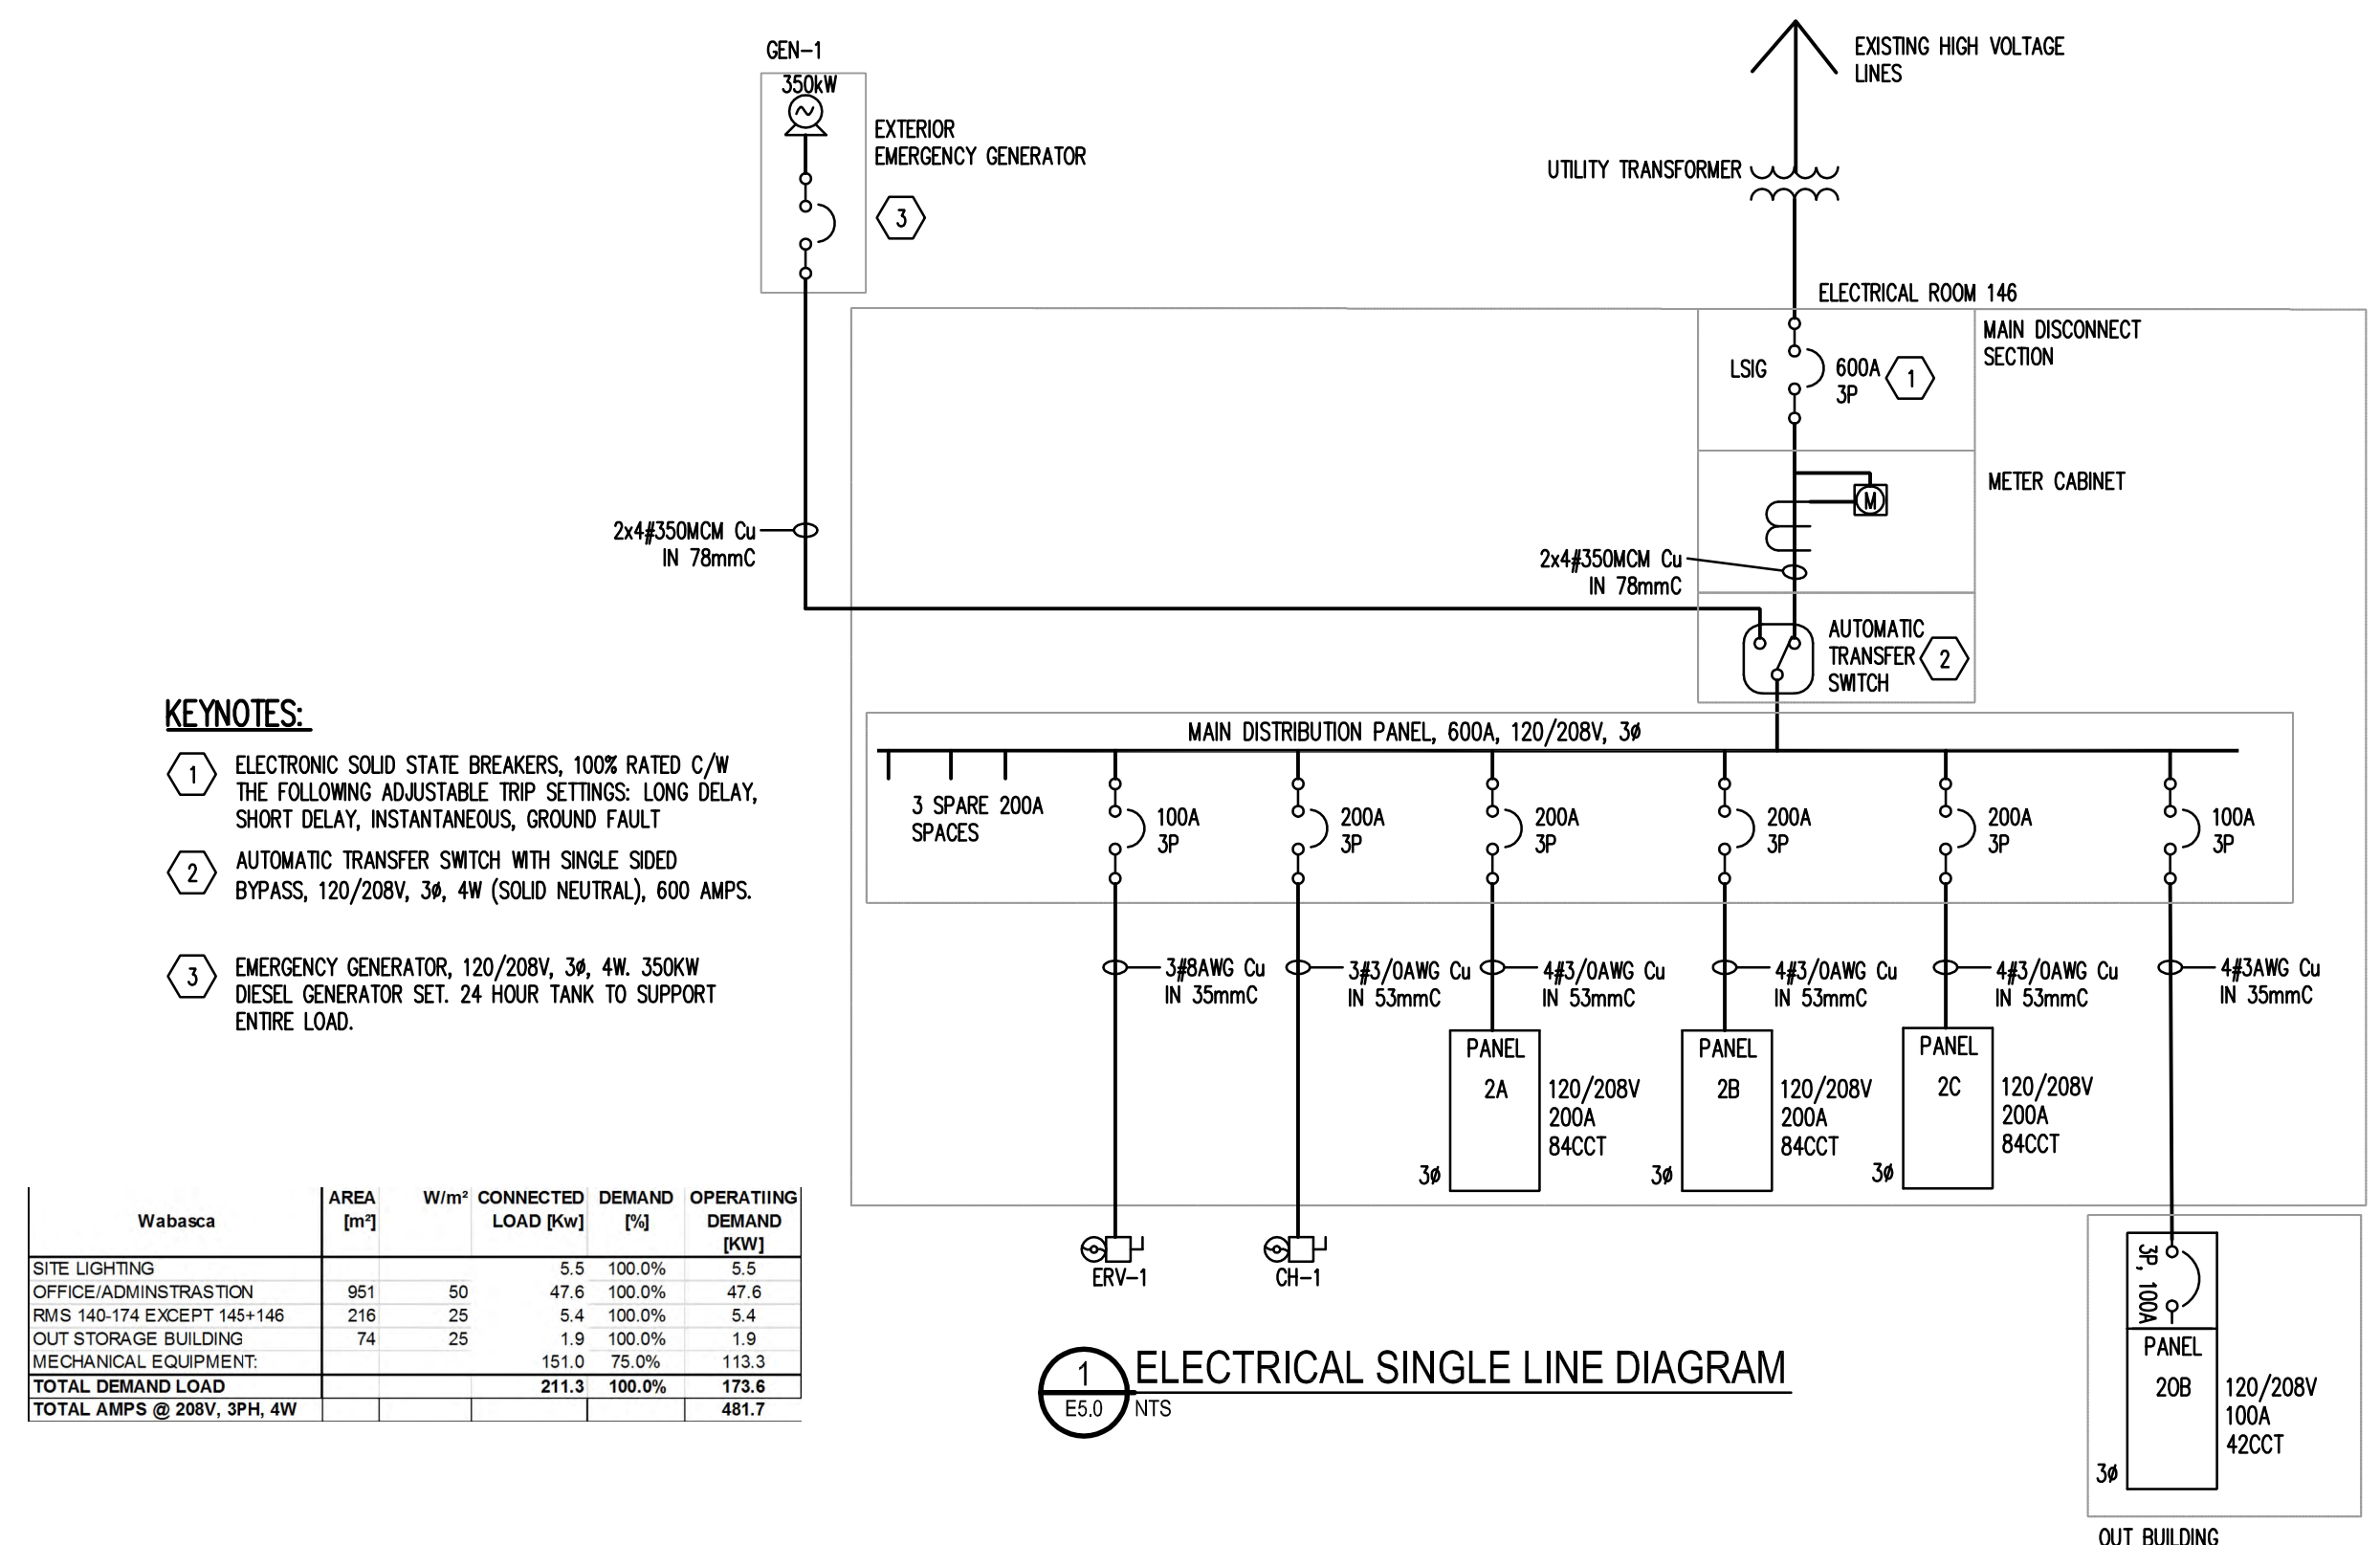 GEN-1
350kW
EXTERIOR
EMERGENCY GENERATOR
3
EXISTING HIGH VOLTAGE
LINES
UTILITY TRANSFORMER
ELECTRICAL ROOM 146
MAIN DISCONNECT
SECTION
LSIG
600A
3P
1
METER CABINET
M
2x4#350MCM Cu
IN 78mmC
2x4#350MCM Cu
IN 78mmC
AUTOMATIC
TRANSFER
SWITCH
2
MAIN DISTRIBUTION PANEL, 600A, 120/208V, 3ø
3 SPARE 200A
SPACES
100A
3P
200A
3P
200A
3P
200A
3P
200A
3P
100A
3P
3#8AWG Cu
IN 35mmC
3#3/0AWG Cu
IN 53mmC
4#3/0AWG Cu
IN 53mmC
4#3/0AWG Cu
IN 53mmC
4#3/0AWG Cu
IN 53mmC
4#3AWG Cu
IN 35mmC
PANEL
2A
120/208V
200A
84CCT
3ø
PANEL
2B
120/208V
200A
84CCT
3ø
PANEL
2C
120/208V
200A
84CCT
3ø
ERV-1
CH-1
3P, 100A
PANEL
20B
120/208V
100A
42CCT
3ø
OUT BUILDING
KEYNOTES:
1
ELECTRONIC SOLID STATE BREAKERS, 100% RATED C/W
THE FOLLOWING ADJUSTABLE TRIP SETTINGS: LONG DELAY,
SHORT DELAY, INSTANTANEOUS, GROUND FAULT
2
AUTOMATIC TRANSFER SWITCH WITH SINGLE SIDED
BYPASS, 120/208V, 3ø, 4W (SOLID NEUTRAL), 600 AMPS.
3
EMERGENCY GENERATOR, 120/208V, 3ø, 4W. 350KW
DIESEL GENERATOR SET. 24 HOUR TANK TO SUPPORT
ENTIRE LOAD.
Wabasca AREA [m²] W/m² CONNECTED LOAD [Kw] DEMAND [%] OPERATIING DEMAND [KW]
SITE LIGHTING 5.5 100.0% 5.5
OFFICE/ADMINSTRASTION 951 50 47.6 100.0% 47.6
RMS 140-174 EXCEPT 145+146 216 25 5.4 100.0% 5.4
OUT STORAGE BUILDING 74 25 1.9 100.0% 1.9
MECHANICAL EQUIPMENT: 151.0 75.0% 113.3
TOTAL DEMAND LOAD 211.3 100.0% 173.6
TOTAL AMPS @ 208V, 3PH, 4W 481.7
1
E5.0
ELECTRICAL SINGLE LINE DIAGRAM
NTS